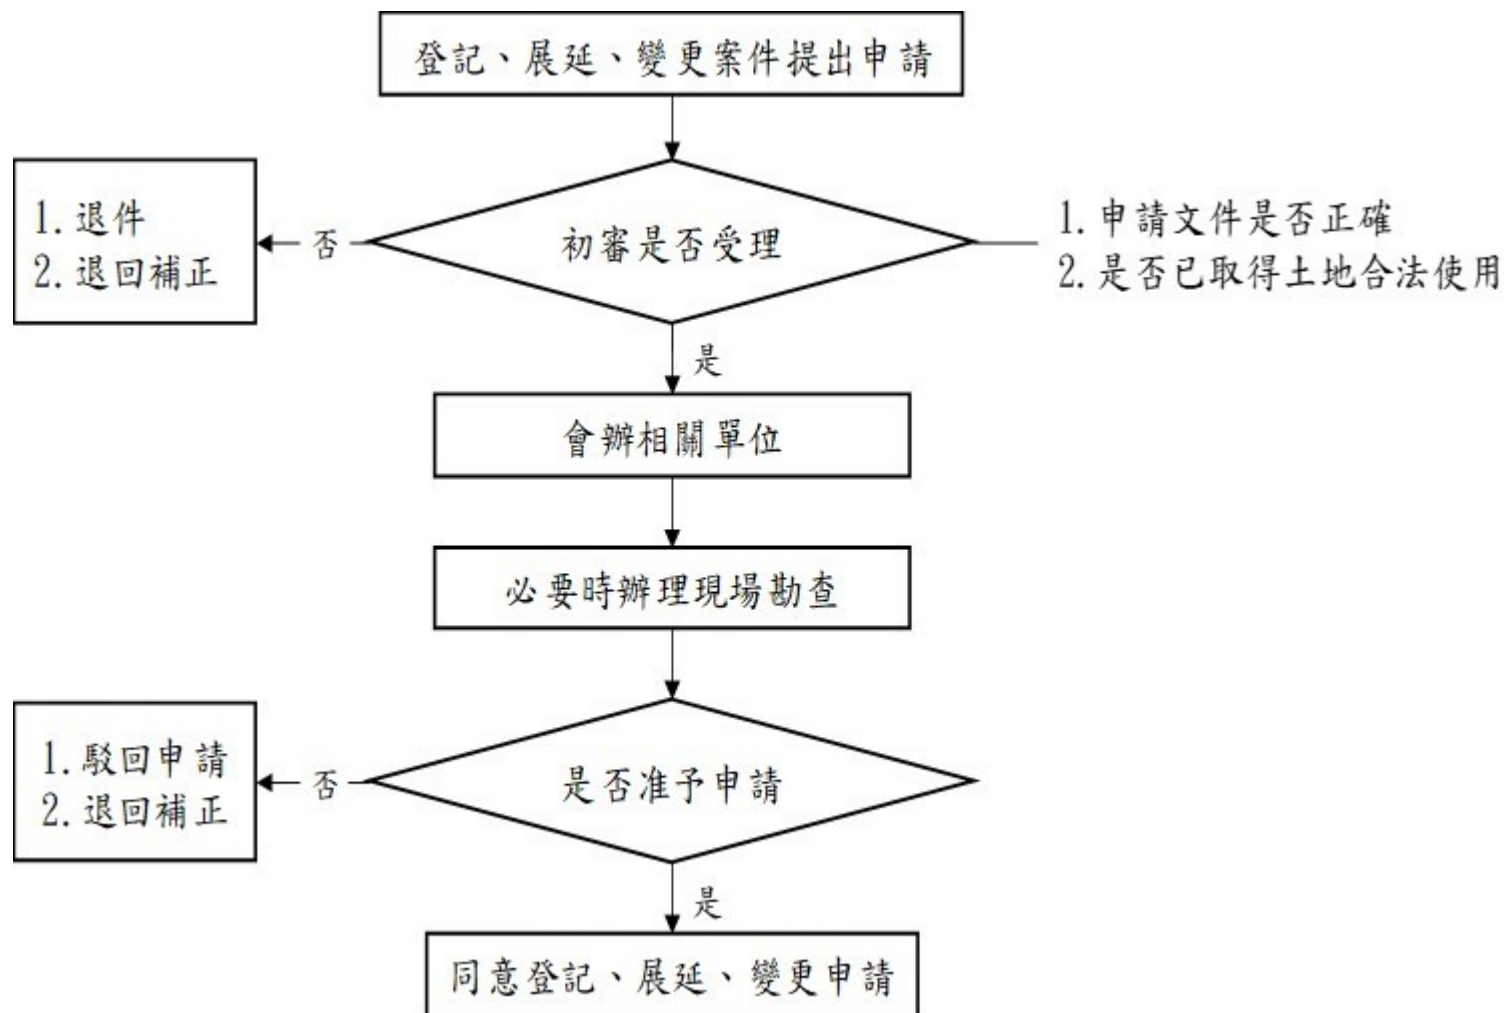 登記、展延、變更案件提出申請
初審是否受理
1.申請文件是否正確
2.是否已取得土地合法使用
否
1.退件
2.退回補正
是
會辦相關單位
必要時辦理現場勘查
是否准予申請
否
1.駁回申請
2.退回補正
是
同意登記、展延、變更申請